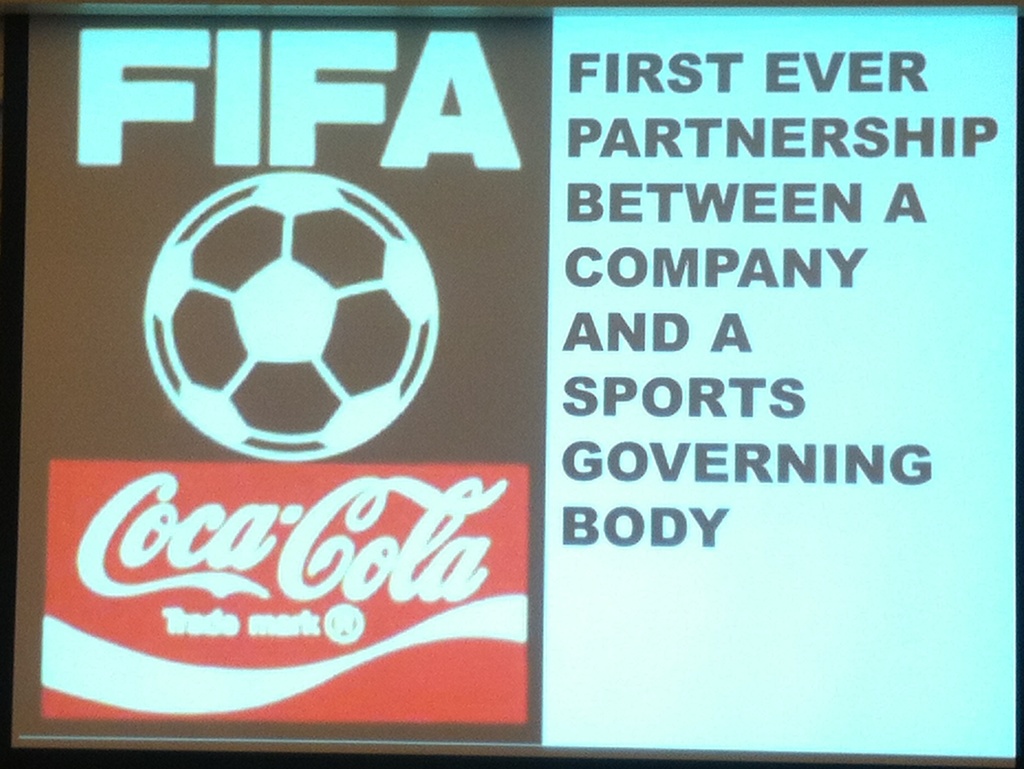 FIFA
Coca-Cola
Trade mark ®
FIRST EVER
PARTNERSHIP
BETWEEN A
COMPANY
AND A
SPORTS
GOVERNING
BODY